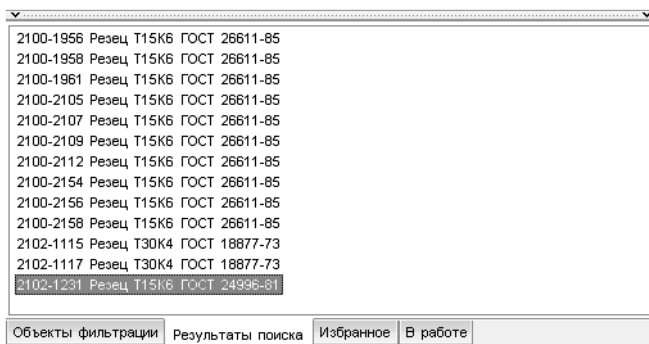 2100-1956 Резец Т15К6 ГОСТ 26611-85
2100-1958 Резец Т15К6 ГОСТ 26611-85
2100-1961 Резец Т15К6 ГОСТ 26611-85
2100-2105 Резец Т15К6 ГОСТ 26611-85
2100-2107 Резец Т15К6 ГОСТ 26611-85
2100-2109 Резец Т15К6 ГОСТ 26611-85
2100-2112 Резец Т15К6 ГОСТ 26611-85
2100-2154 Резец Т15К6 ГОСТ 26611-85
2100-2156 Резец Т15К6 ГОСТ 26611-85
2100-2158 Резец Т15К6 ГОСТ 26611-85
2102-1115 Резец Т30К4 ГОСТ 18877-73
2102-1117 Резец Т30К4 ГОСТ 18877-73
2102-1231 Резец Т15К6 ГОСТ 24996-81
Объекты фильтрации Результаты поиска Избранное В работе